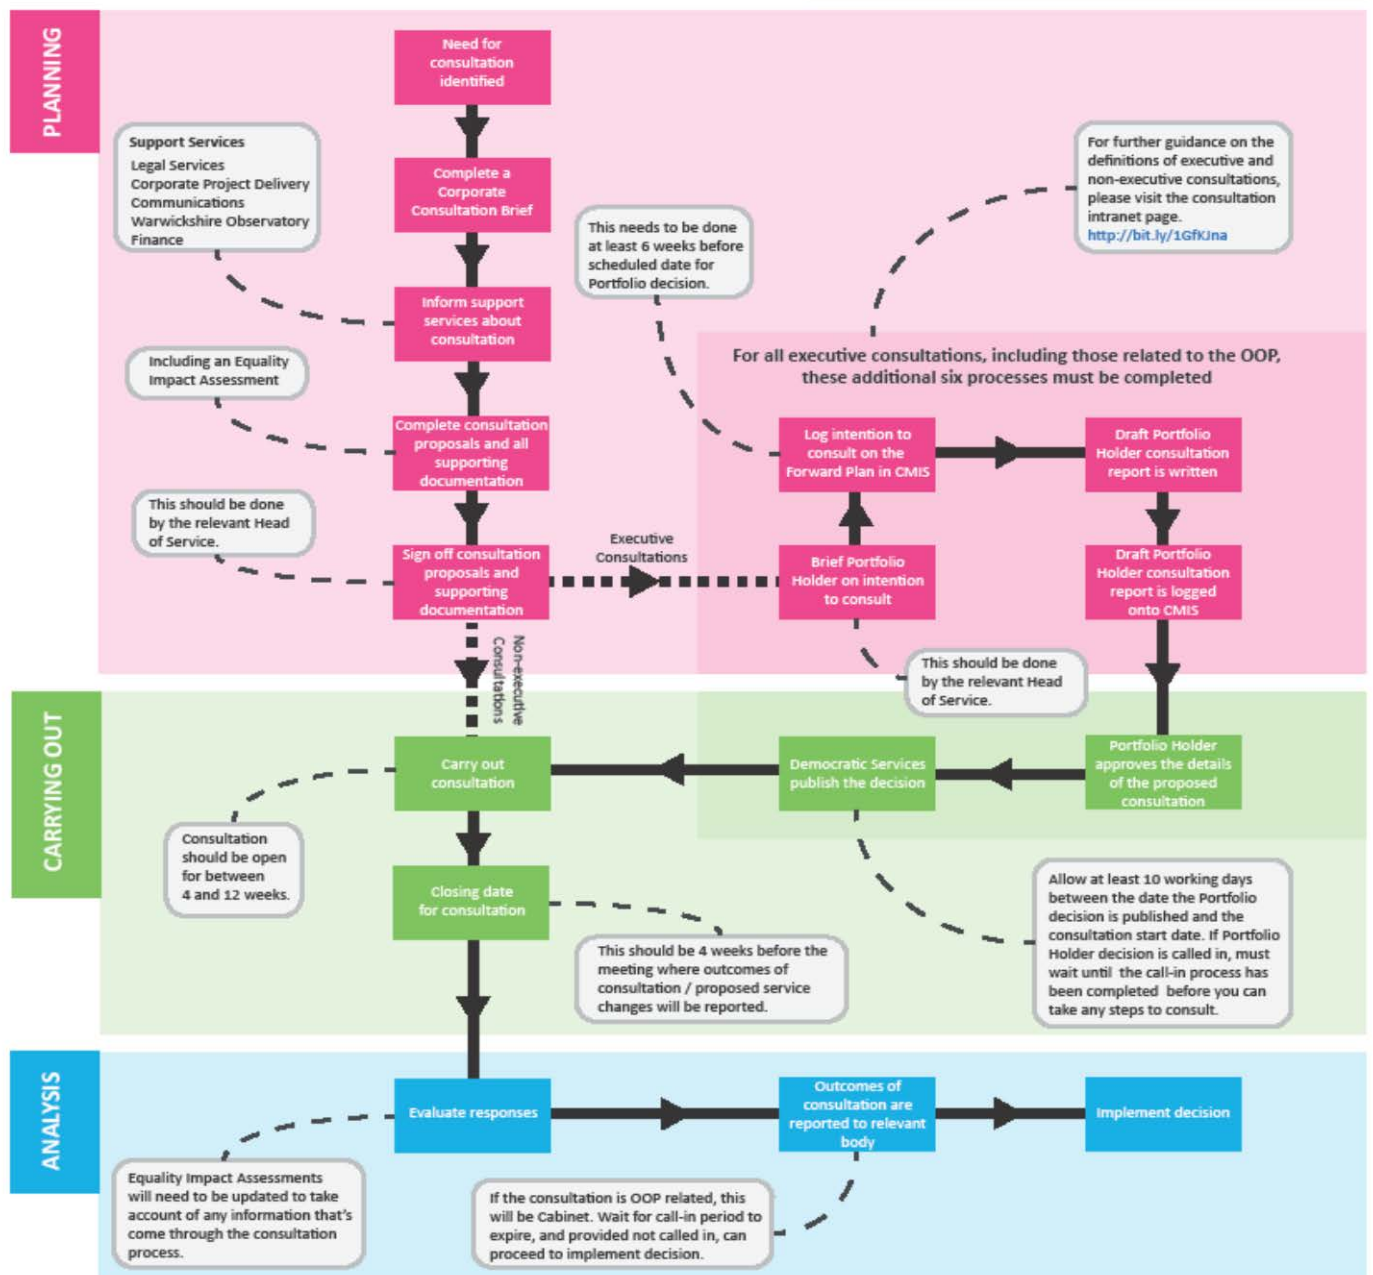 PLANNING
Need for
consultation
identified
Support Services
Legal Services
Corporate Project Delivery
Communications
Warwickshire Observatory
Finance
Complete a
Corporate
Consultation Brief
For further guidance on the
definitions of executive and
non-executive consultations,
please visit the consultation
intranet page.
http://bit.ly/1GfKJna
This needs to be done
at least 6 weeks before
scheduled date for
Portfolio decision.
Inform support
services about
consultation
Including an Equality
Impact Assessment
For all executive consultations, including those related to the OOP,
these additional six processes must be completed
Complete consultation
proposals and all
supporting
documentation
Log intention to
consult on the
Forward Plan in CMIS
Draft Portfolio
Holder consultation
report is written
This should be done
by the relevant Head
of Service.
Sign off consultation
proposals and
supporting
documentation
Executive
Consultations
Brief Portfolio
Holder on intention
to consult
Draft Portfolio
Holder consultation
report is logged
onto CMIS
Non-executive
Consultations
This should be done
by the relevant Head
of Service.
CARRYING OUT
Carry out
consultation
Democratic Services
publish the decision
Portfolio Holder
approves the details
of the proposed
consultation
Consultation
should be open
for between
4 and 12 weeks.
Closing date
for consultation
This should be 4 weeks before the
meeting where outcomes of
consultation / proposed service
changes will be reported.
Allow at least 10 working days
between the date the Portfolio
decision is published and the
consultation start date. If Portfolio
Holder decision is called in, must
wait until the call-in process has
been completed before you can
take any steps to consult.
ANALYSIS
Evaluate responses
Outcomes of
consultation are
reported to relevant
body
Implement decision
Equality Impact Assessments
will need to be updated to take
account of any information that's
come through the consultation
process.
If the consultation is OOP related, this
will be Cabinet. Wait for call-in period to
expire, and provided not called in, can
proceed to implement decision.